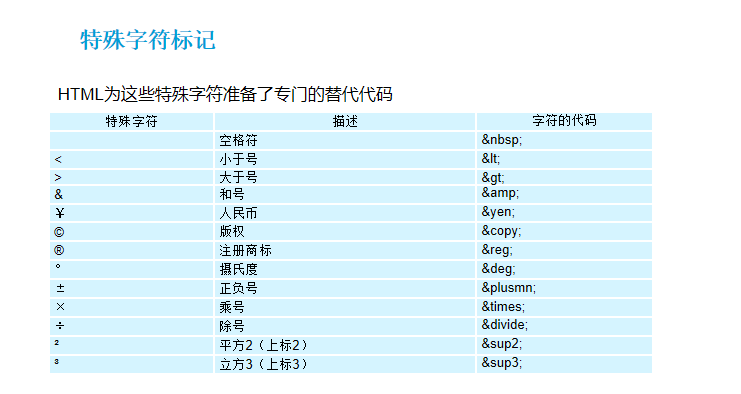 特殊字符标记
HTML为这些特殊字符准备了专门的替代代码
特殊字符 描述 字符的代码
空格符 &nbsp;
< 小于号 &lt;
> 大于号 &gt;
& 和号 &amp;
¥ 人民币 &yen;
© 版权 &copy;
® 注册商标 &reg;
° 摄氏度 &deg;
± 正负号 &plusmn;
× 乘号 &times;
÷ 除号 &divide;
² 平方2（上标2） &sup2;
³ 立方3（上标3） &sup3;